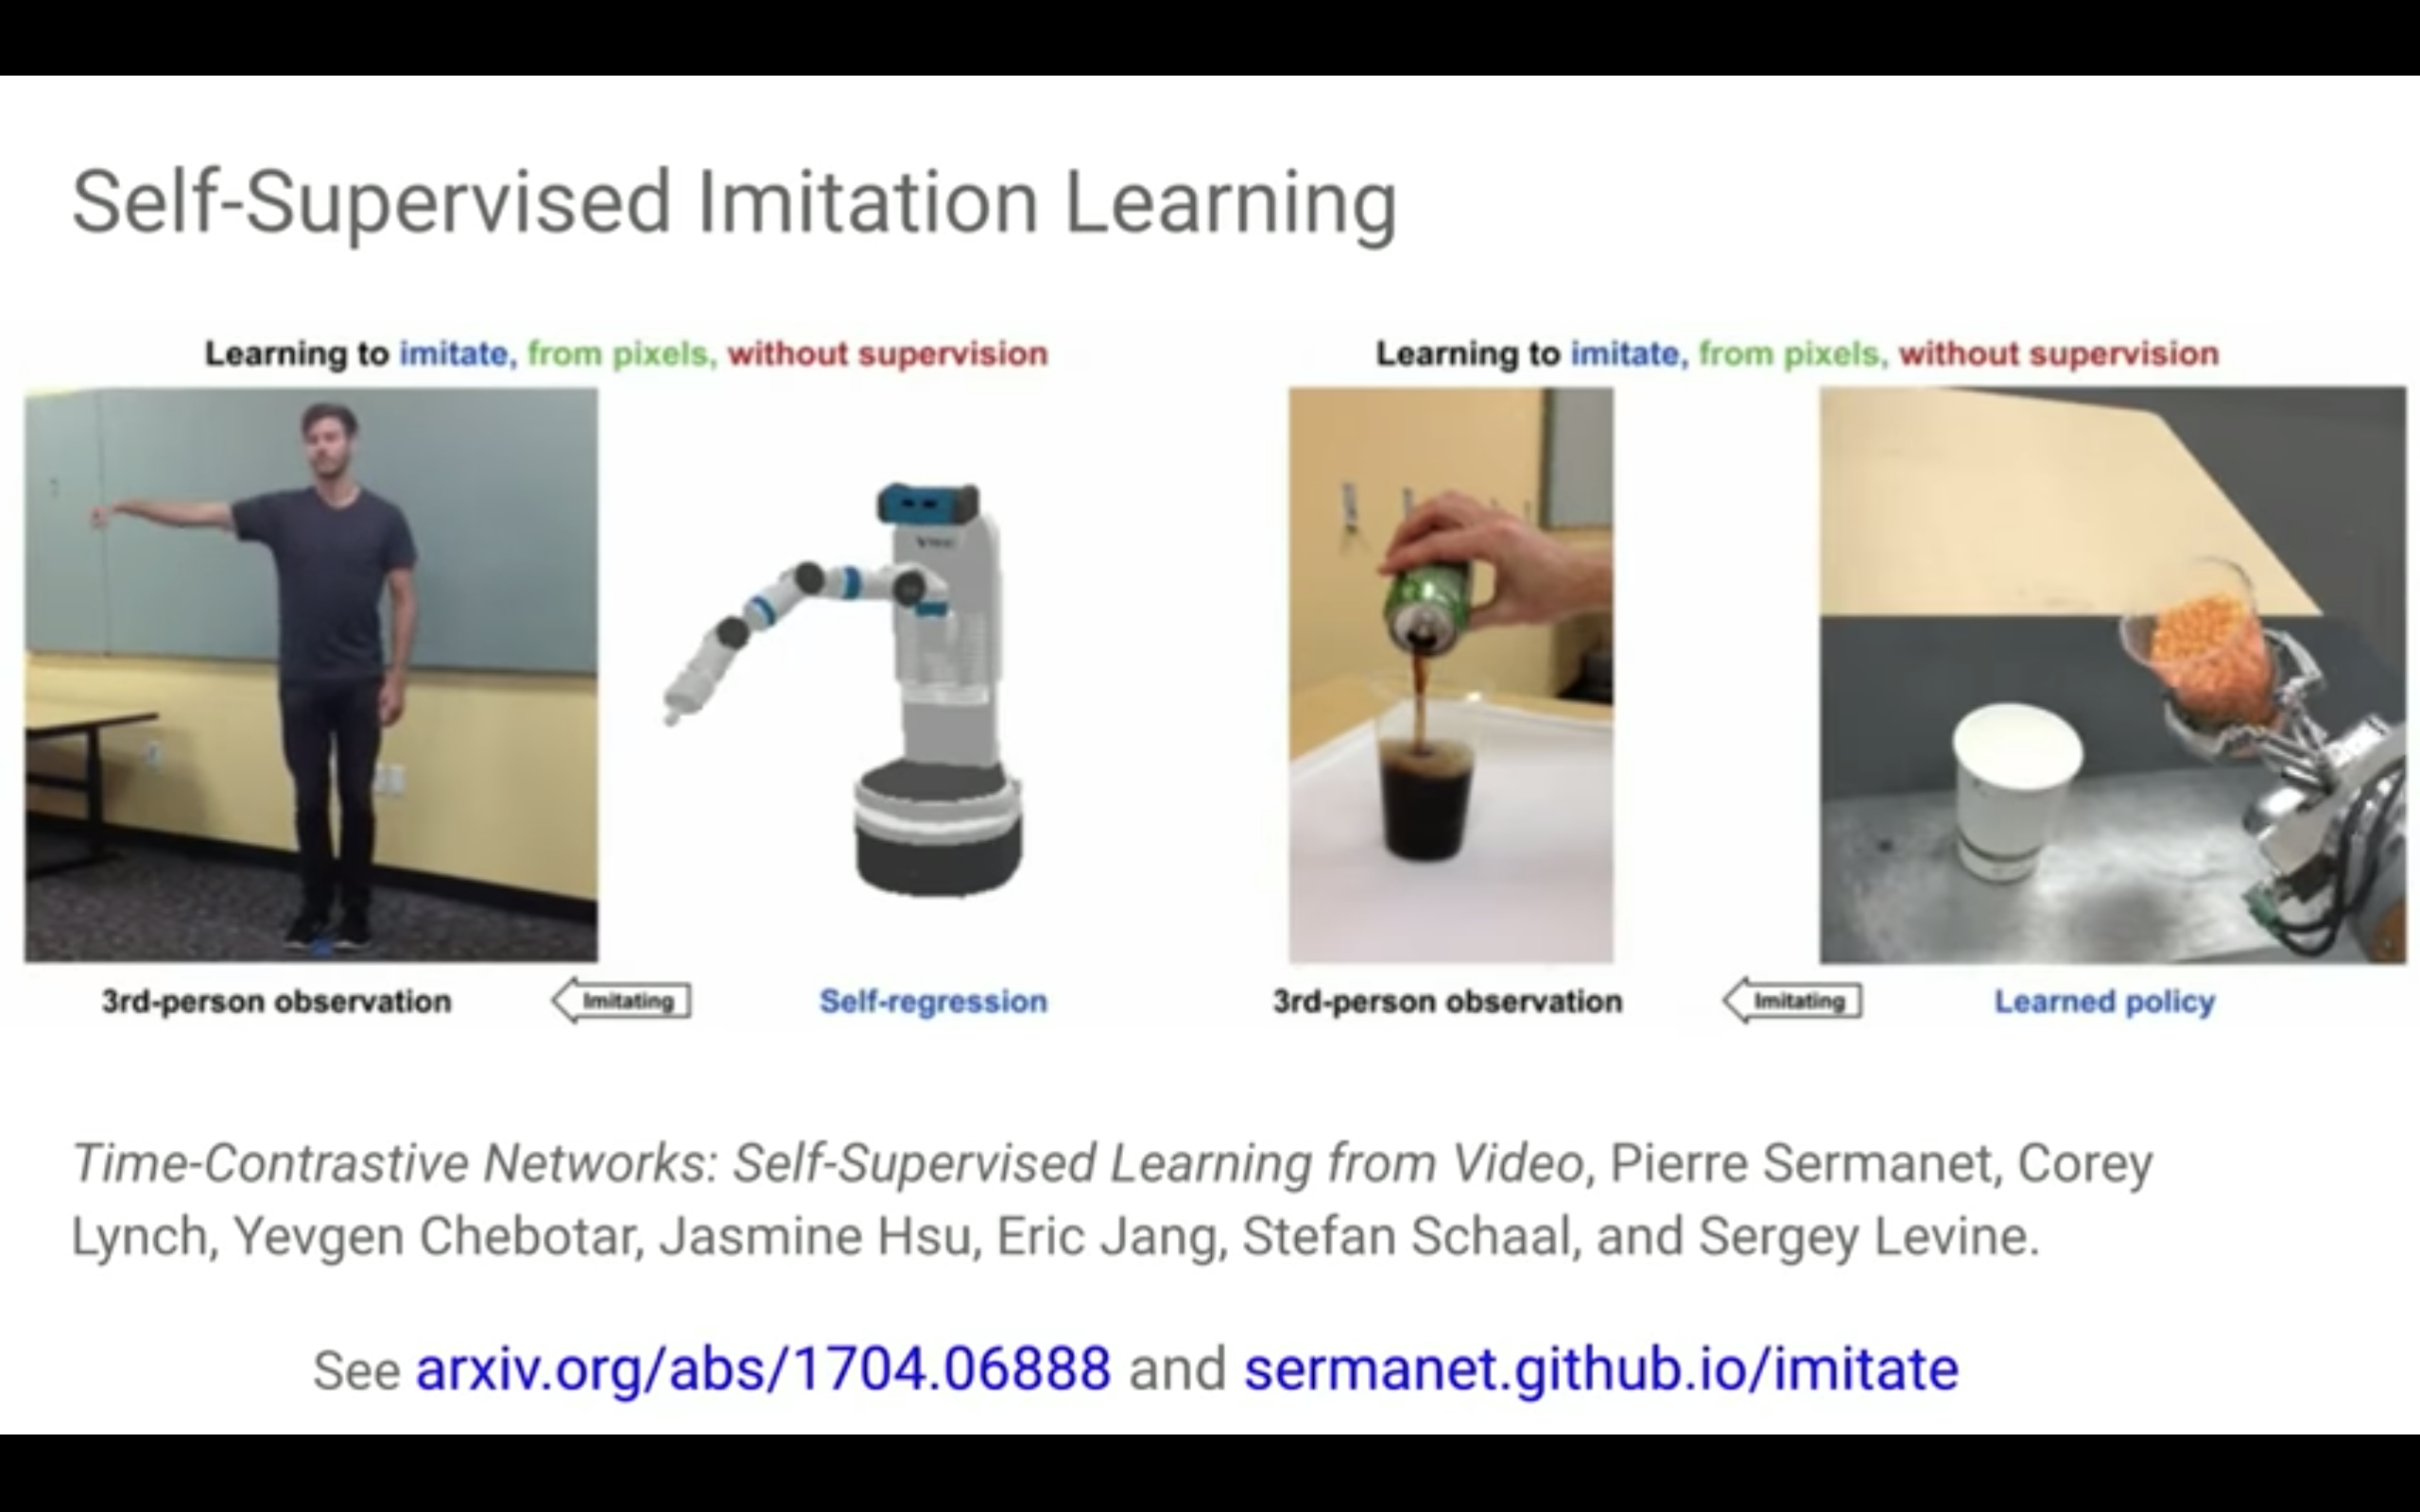 Self-Supervised Imitation Learning
Learning to imitate, from pixels, without supervision
Learning to imitate, from pixels, without supervision
3rd-person observation
Imitating
Self-regression
3rd-person observation
Imitating
Learned policy
Time-Contrastive Networks: Self-Supervised Learning from Video, Pierre Sermanet, Corey
Lynch, Yevgen Chebotar, Jasmine Hsu, Eric Jang, Stefan Schaal, and Sergey Levine.
See arxiv.org/abs/1704.06888 and sermanet.github.io/imitate